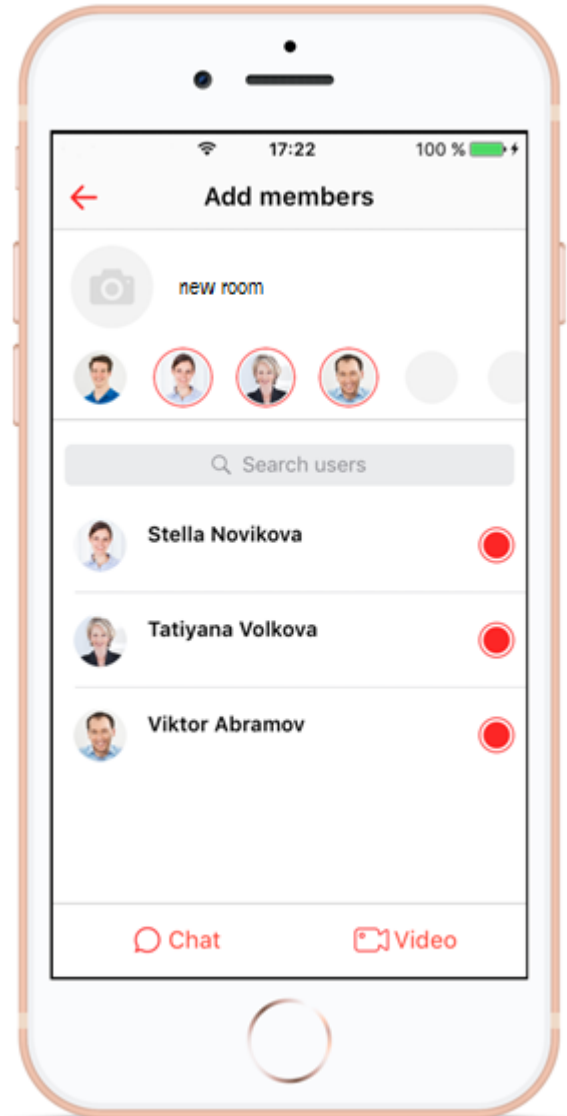 17:22 100 %
Add members
new room
Search users
Stella Novikova
Tatiyana Volkova
Viktor Abramov
Chat Video